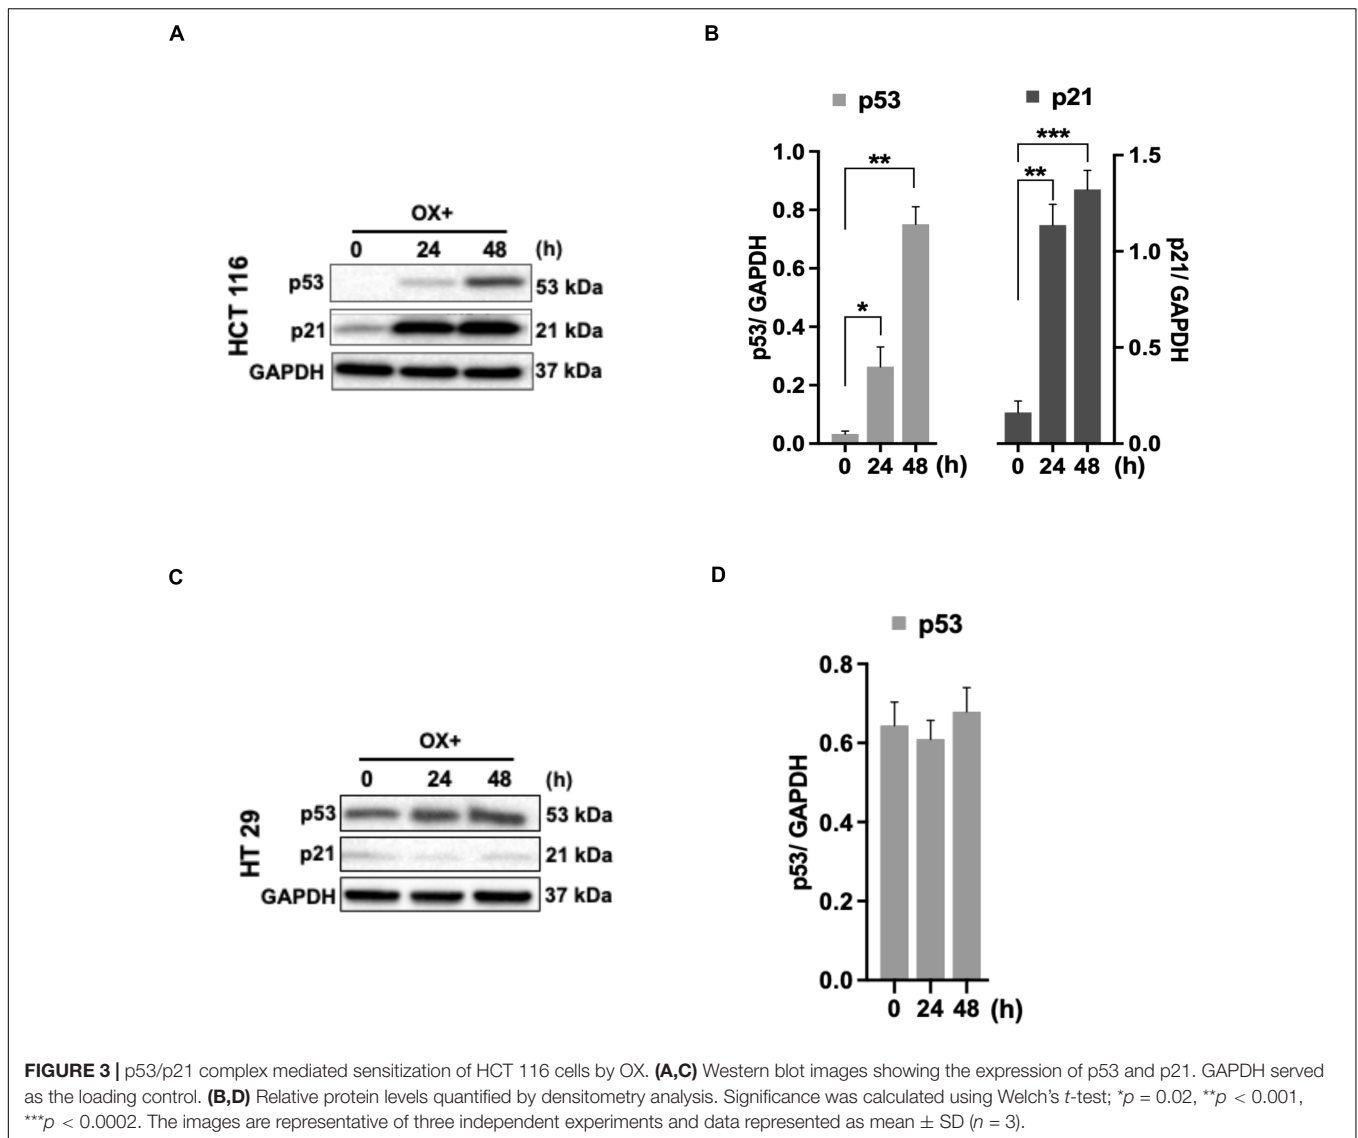 A
OX+
0 24 48 (h)
HCT 116
p53 53 kDa
p21 21 kDa
GAPDH 37 kDa
B
p53
p53/ GAPDH
1.0
0.8
0.6
0.4
0.2
0.0
*
**
0 24 48 (h)
p21
***
**
1.5
1.0
0.5
0.0
p21/ GAPDH
0 24 48 (h)
C
OX+
0 24 48 (h)
HT 29
p53 53 kDa
p21 21 kDa
GAPDH 37 kDa
D
p53
p53/ GAPDH
0.8
0.6
0.4
0.2
0.0
0 24 48 (h)
FIGURE 3 | p53/p21 complex mediated sensitization of HCT 116 cells by OX. (A,C) Western blot images showing the expression of p53 and p21. GAPDH served
as the loading control. (B,D) Relative protein levels quantified by densitometry analysis. Significance was calculated using Welch's t-test; *p = 0.02, **p < 0.001,
***p < 0.0002. The images are representative of three independent experiments and data represented as mean ± SD (n = 3).